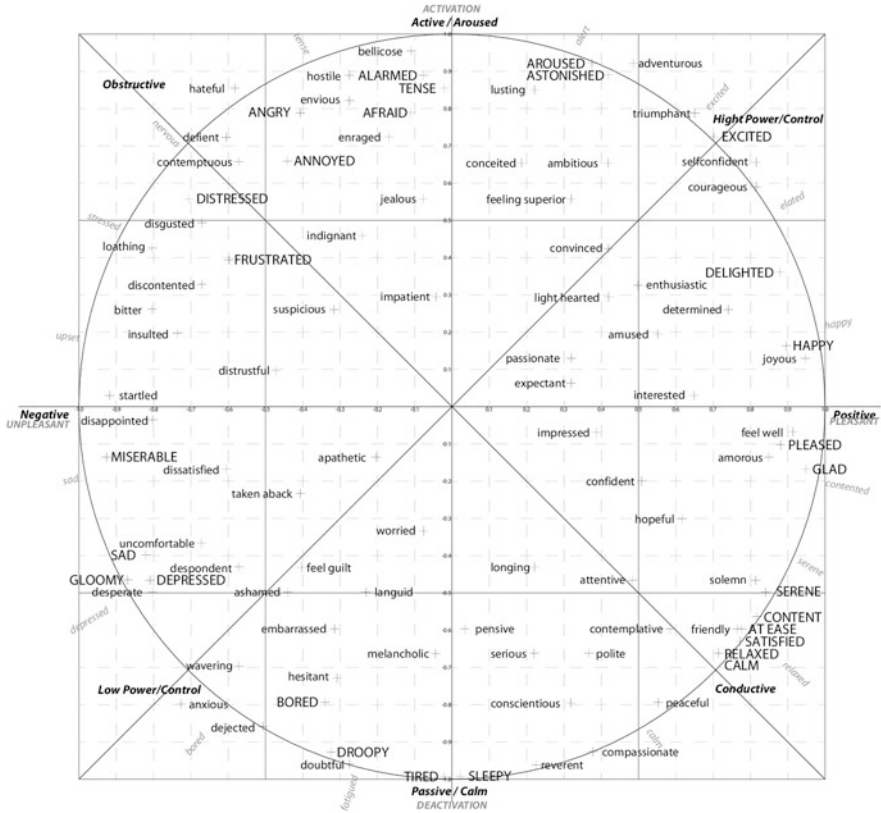 ACTIVATION
Active / Aroused
tense
alert
bellicose
AROUSED
adventurous
Obstructive
hostile
ALARMED
ASTONISHED
hateful
TENSE
lusting
excited
envious
ANGRY
AFRAID
triumphant
Hight Power/Control
nervous
defient
enraged
EXCITED
contemptuous
ANNOYED
conceited
ambitious
selfconfident
courageous
DISTRESSED
jealous
feeling superior
elated
stressed
disgusted
indignant
loathing
convinced
FRUSTRATED
DELIGHTED
discontented
impatient
light hearted
enthusiastic
bitter
suspicious
determined
upset
insulted
amused
happy
HAPPY
passionate
joyous
distrustful
expectant
startled
interested
Negative
UNPLEASANT
Positive
PLEASANT
disappointed
impressed
feel well
PLEASED
MISERABLE
apathetic
amorous
dissatisfied
GLAD
sad
taken aback
confident
contented
hopeful
worried
uncomfortable
SAD
despondent
feel guilt
longing
serene
GLOOMY
DEPRESSED
attentive
solemn
desperate
ashamed
languid
SERENE
depressed
CONTENT
embarrassed
pensive
contemplative
friendly
AT EASE
SATISFIED
melancholic
serious
polite
RELAXED
wavering
CALM
hesitant
relaxed
Low Power/Control
Conductive
anxious
BORED
conscientious
peaceful
dejected
bored
calm
DROOPY
compassionate
doubtful
reverent
TIRED
SLEEPY
fatigued
Passive / Calm
DEACTIVATION